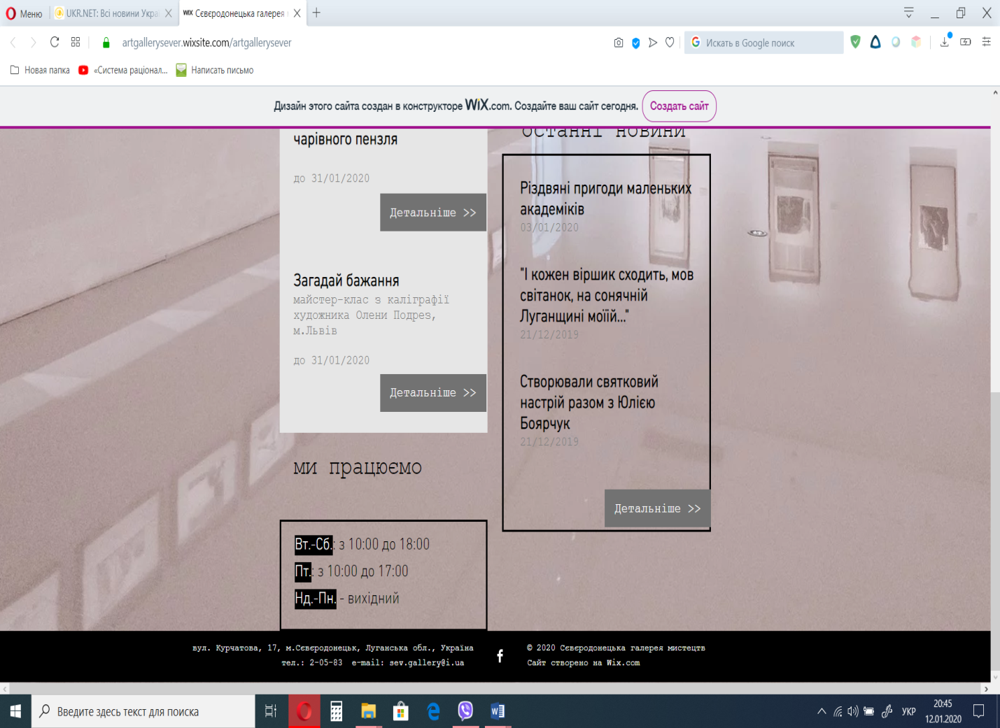 Меню
UKR.NET: Всі новини Украї
WiX Сєвєродонецька галерея
artgallerysever.wixsite.com/artgallerysever
Искать в Google поиск
Новая папка
«Система раціонал...
Написать письмо
Дизайн этого сайта создан в конструкторе WiX.com. Создайте ваш сайт сегодня.
Создать сайт
чарівного пензля
до 31/01/2020
Детальніше >>
Загадай бажання
майстер-клас з каліграфії
художника Олени Подрез,
м.Львів
до 31/01/2020
Детальніше >>
ми працюємо
Вт.-Сб.: з 10:00 до 18:00
Пт.: з 10:00 до 17:00
Нд.-Пн. - вихідний
останні новини
Різдвяні пригоди маленьких
академіків
03/01/2020
"І кожен віршик сходить, мов
світанок, на сонячній
Луганщині моїй..."
21/12/2019
Створювали святковий
настрій разом з Юлією
Боярчук
21/12/2019
Детальніше >>
вул. Курчатова, 17, м.Сєвєродонецьк, Луганська обл., Україна
тел.: 2-05-83 e-mail: sev.gallery@i.ua
f
© 2020 Сєвєродонецька галерея мистецтв
Сайт створено на Wix.com
Введите здесь текст для поиска
УКР
20:45
12.01.2020